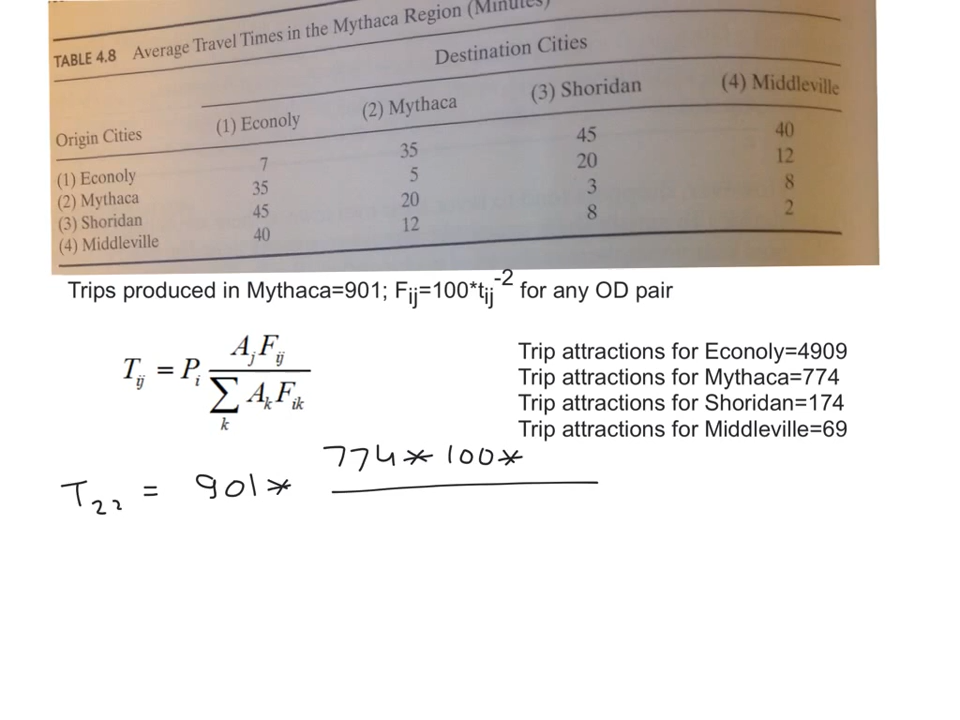 TABLE 4.8 Average Travel Times in the Mythaca Region (Minutes)
Destination Cities
Origin Cities (1) Econoly (2) Mythaca (3) Shoridan (4) Middleville
(1) Econoly 7 35 45 40
(2) Mythaca 35 5 20 12
(3) Shoridan 45 20 3 8
(4) Middleville 40 12 8 2
Trips produced in Mythaca=901; Fij=100*tij^-2 for any OD pair
Tij = Pi AjFij / ∑k AkFik
Trip attractions for Econoly=4909
Trip attractions for Mythaca=774
Trip attractions for Shoridan=174
Trip attractions for Middleville=69
774*100*
T22 = 901*